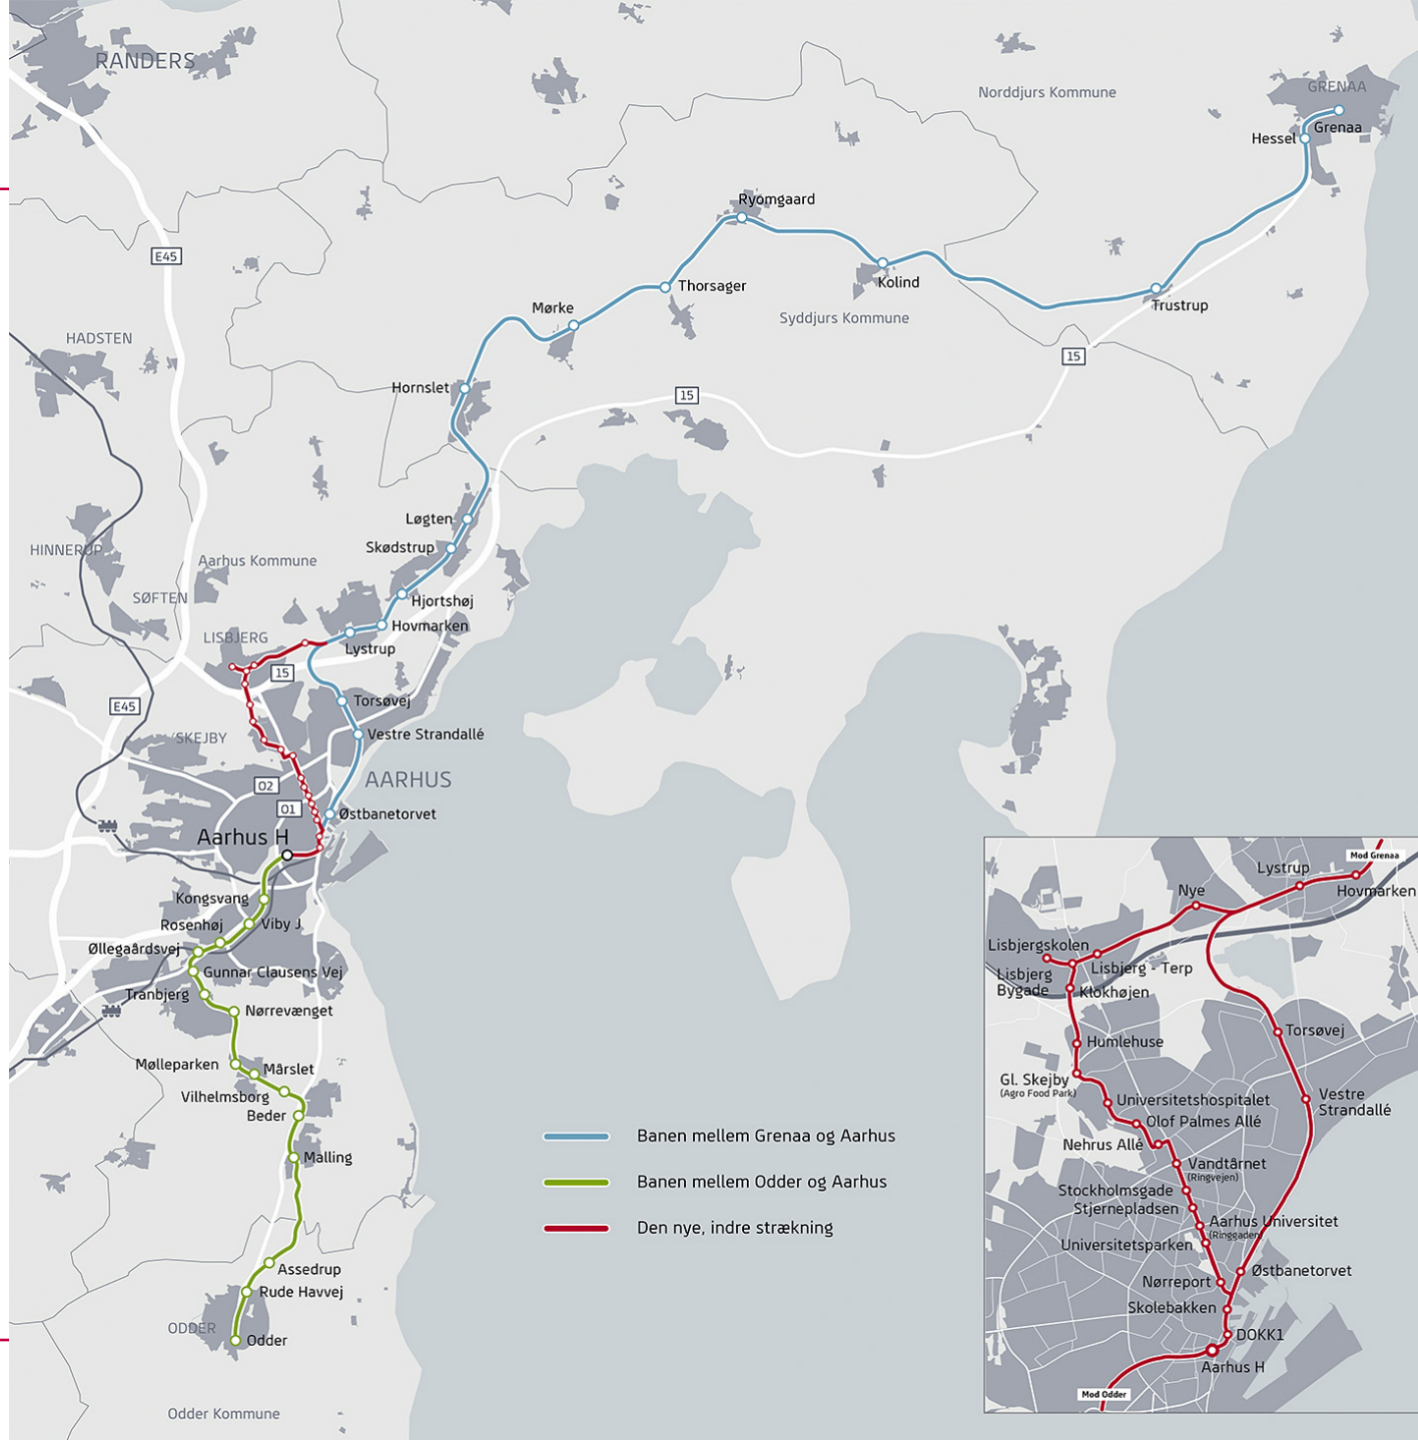 RANDERS
Norddjurs Kommune
GRENAA
Grenaa
Hessel
Ryomgaard
E45
Kolind
Thorsager
Trustrup
Mørke
Syddjurs Kommune
HADSTEN
15
Hornslet
15
Løgten
Skødstrup
HINNERUP
Aarhus Kommune
SØFTEN
Hjortshøj
Hovmarken
LISBJERG
Lystrup
15
Torsøvej
E45
Vestre Strandallé
SKEJBY
AARHUS
O2
O1
Østbanetorvet
Aarhus H
Kongsvang
Rosenhøj
Viby J
Øllegaardsvej
Gunnar Clausens Vej
Tranbjerg
Nørrevænget
Mølleparken
Mårslet
Vilhelmsborg
Beder
Malling
Assedrup
Rude Havvej
ODDER
Odder
Odder Kommune
Banen mellem Grenaa og Aarhus
Banen mellem Odder og Aarhus
Den nye, indre strækning
Mod Grenaa
Lystrup
Hovmarken
Nye
Lisbjergskolen
Lisbjerg - Terp
Lisbjerg
Bygade
Klokhøjen
Torsøvej
Humlehuse
Gl. Skejby
(Agro Food Park)
Universitetshospitalet
Vestre
Strandallé
Olof Palmes Allé
Nehrus Allé
Vandtårnet
(Ringvejen)
Stockholmsgade
Stjernepladsen
Aarhus Universitet
(Ringgaden)
Universitetsparken
Østbanetorvet
Nørreport
Skolebakken
DOKK1
Aarhus H
Mod Odder